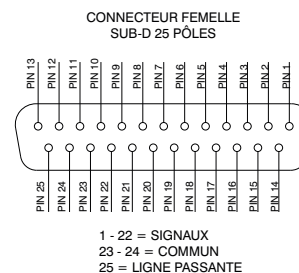 CONNECTEUR FEMELLE
SUB-D 25 PÔLES
PIN 13
PIN 12
PIN 11
PIN 10
PIN 9
PIN 8
PIN 7
PIN 6
PIN 5
PIN 4
PIN 3
PIN 2
PIN 1
PIN 25
PIN 24
PIN 23
PIN 22
PIN 21
PIN 20
PIN 19
PIN 18
PIN 17
PIN 16
PIN 15
PIN 14
1 - 22 = SIGNAUX
23 - 24 = COMMUN
25 = LIGNE PASSANTE